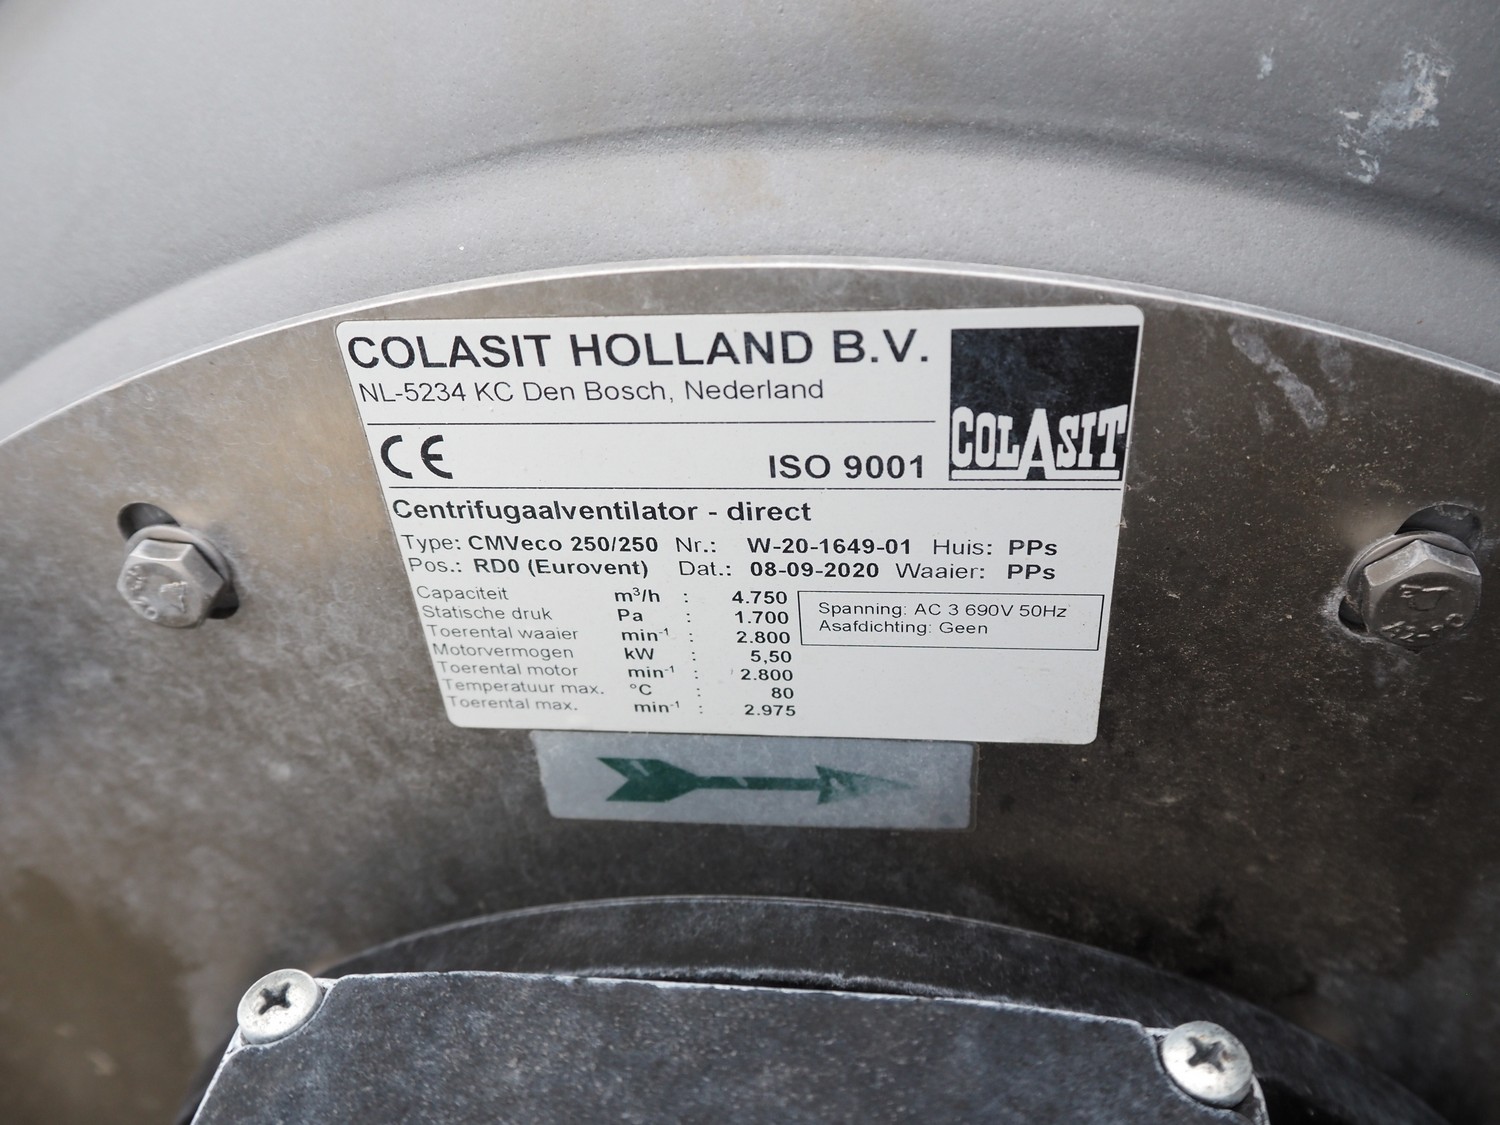 COLASIT HOLLAND B.V.
NL-5234 KC Den Bosch, Nederland
CE
ISO 9001
COLASIT
Centrifugaalventilator - direct
Type: CMVeco 250/250 Nr.: W-20-1649-01 Huis: PPs
Pos.: RD0 (Eurovent) Dat.: 08-09-2020 Waaier: PPs
Capaciteit m³/h : 4.750
Statische druk Pa : 1.700
Toerental waaier min⁻¹ : 2.800
Motorvermogen kW : 5,50
Toerental motor min⁻¹ : 2.800
Temperatuur max. °C : 80
Toerental max. min⁻¹ : 2.975
Spanning: AC 3 690V 50Hz
Asafdichting: Geen